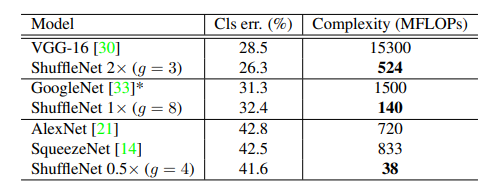 Model Cls err. (%) Complexity (MFLOPs)
VGG-16 [30] 28.5 15300
ShuffleNet 2× (g = 3) 26.3 524
GoogleNet [33]* 31.3 1500
ShuffleNet 1× (g = 8) 32.4 140
AlexNet [21] 42.8 720
SqueezeNet [14] 42.5 833
ShuffleNet 0.5× (g = 4) 41.6 38